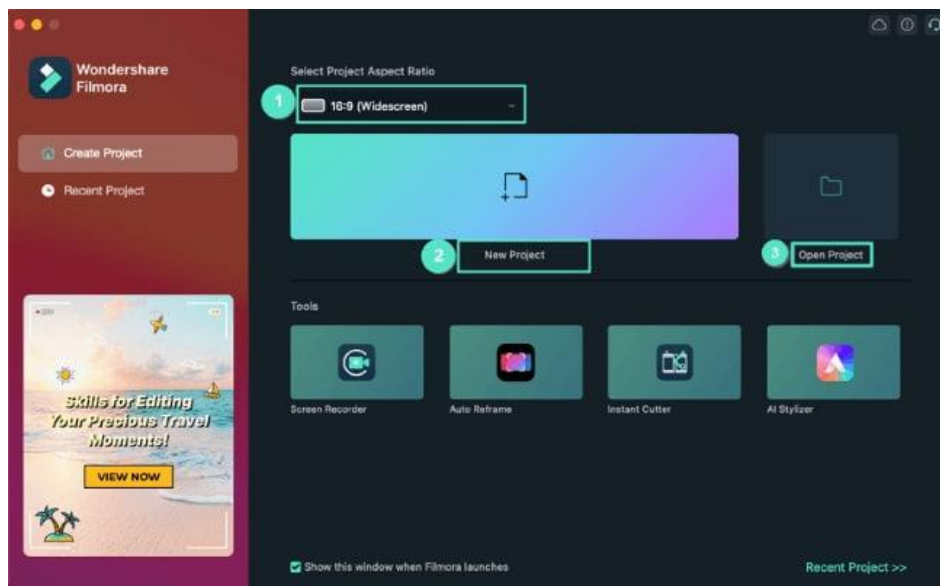 Wondershare
Filmora
Create Project
Recent Project
Skills for Editing
Your Precious Travel
Moments!
VIEW NOW
Select Project Aspect Ratio
1
16:9 (Widescreen)
2
New Project
3
Open Project
Tools
Screen Recorder
Auto Reframe
Instant Cutter
AI Stylizer
Show this window when Filmora launches
Recent Project >>